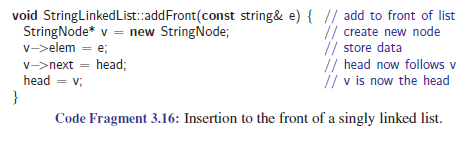 void StringLinkedList::addFront(const string& e) { // add to front of list
StringNode* v = new StringNode; // create new node
v−>elem = e; // store data
v−>next = head; // head now follows v
head = v; // v is now the head
}
Code Fragment 3.16: Insertion to the front of a singly linked list.